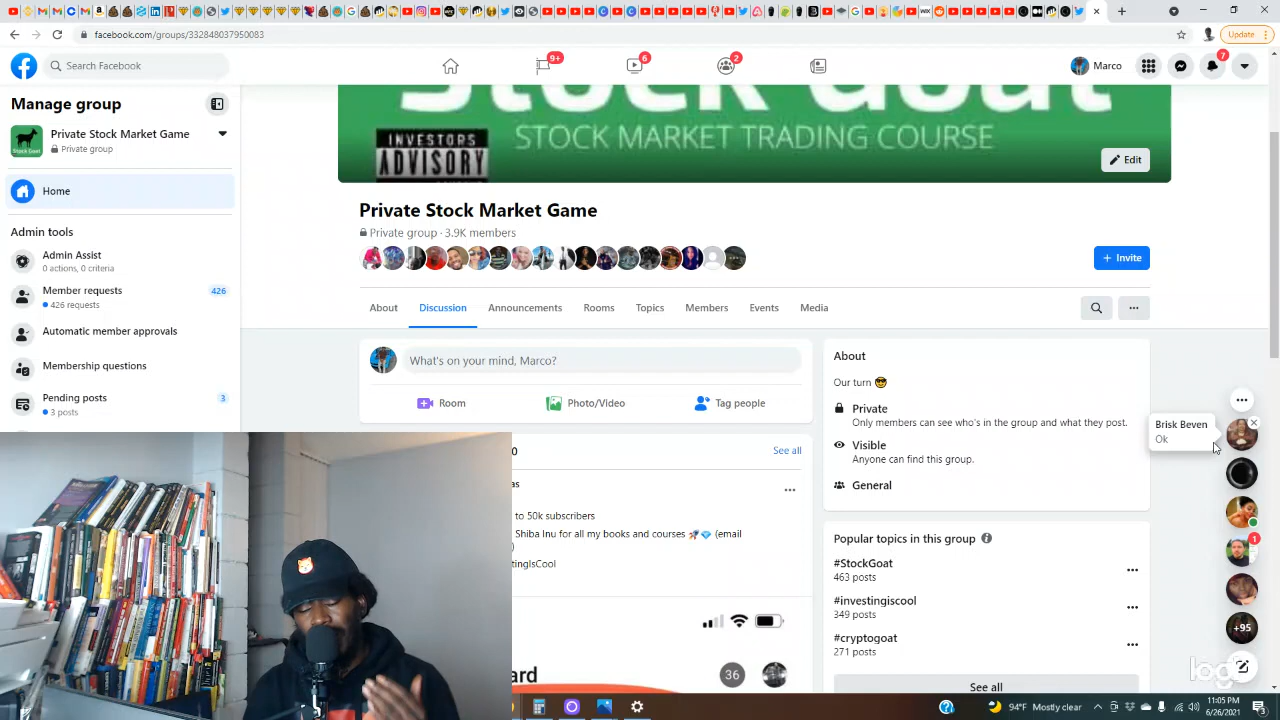 facebook.com/groups/332848037950083
Update
Search Facebook
9+
6
2
Marco
7
Manage group
Private Stock Market Game
Private group
Home
Admin tools
Admin Assist
0 actions, 0 criteria
Member requests
426
426 requests
Automatic member approvals
Membership questions
Pending posts
3
3 posts
STOCK MARKET TRADING COURSE
INVESTORS
ADVISORY
Edit
Private Stock Market Game
Private group · 3.9K members
+ Invite
About
Discussion
Announcements
Rooms
Topics
Members
Events
Media
What's on your mind, Marco?
Room
Photo/Video
Tag people
See all
to 50k subscribers
Shiba Inu for all my books and courses 🚀💎 (email
tingIsCool
36
About
Our turn 😎
Private
Only members can see who's in the group and what they post.
Visible
Anyone can find this group.
General
Popular topics in this group
#StockGoat
463 posts
#investingiscool
349 posts
#cryptogoat
271 posts
See all
Brisk Beven
Ok
1
+95
94°F Mostly clear
11:05 PM
6/26/2021
3